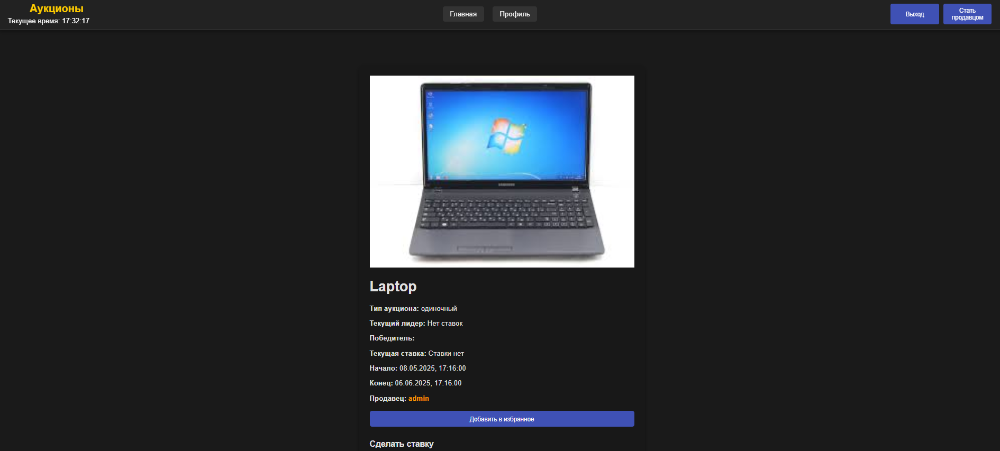 Аукционы
Текущее время: 17:32:17
Главная
Профиль
Выход
Стать
продавцом
Laptop
Тип аукциона: одиночный
Текущий лидер: Нет ставок
Победитель:
Текущая ставка: Ставки нет
Начало: 08.05.2025, 17:16:00
Конец: 06.06.2025, 17:16:00
Продавец: admin
Добавить в избранное
Сделать ставку